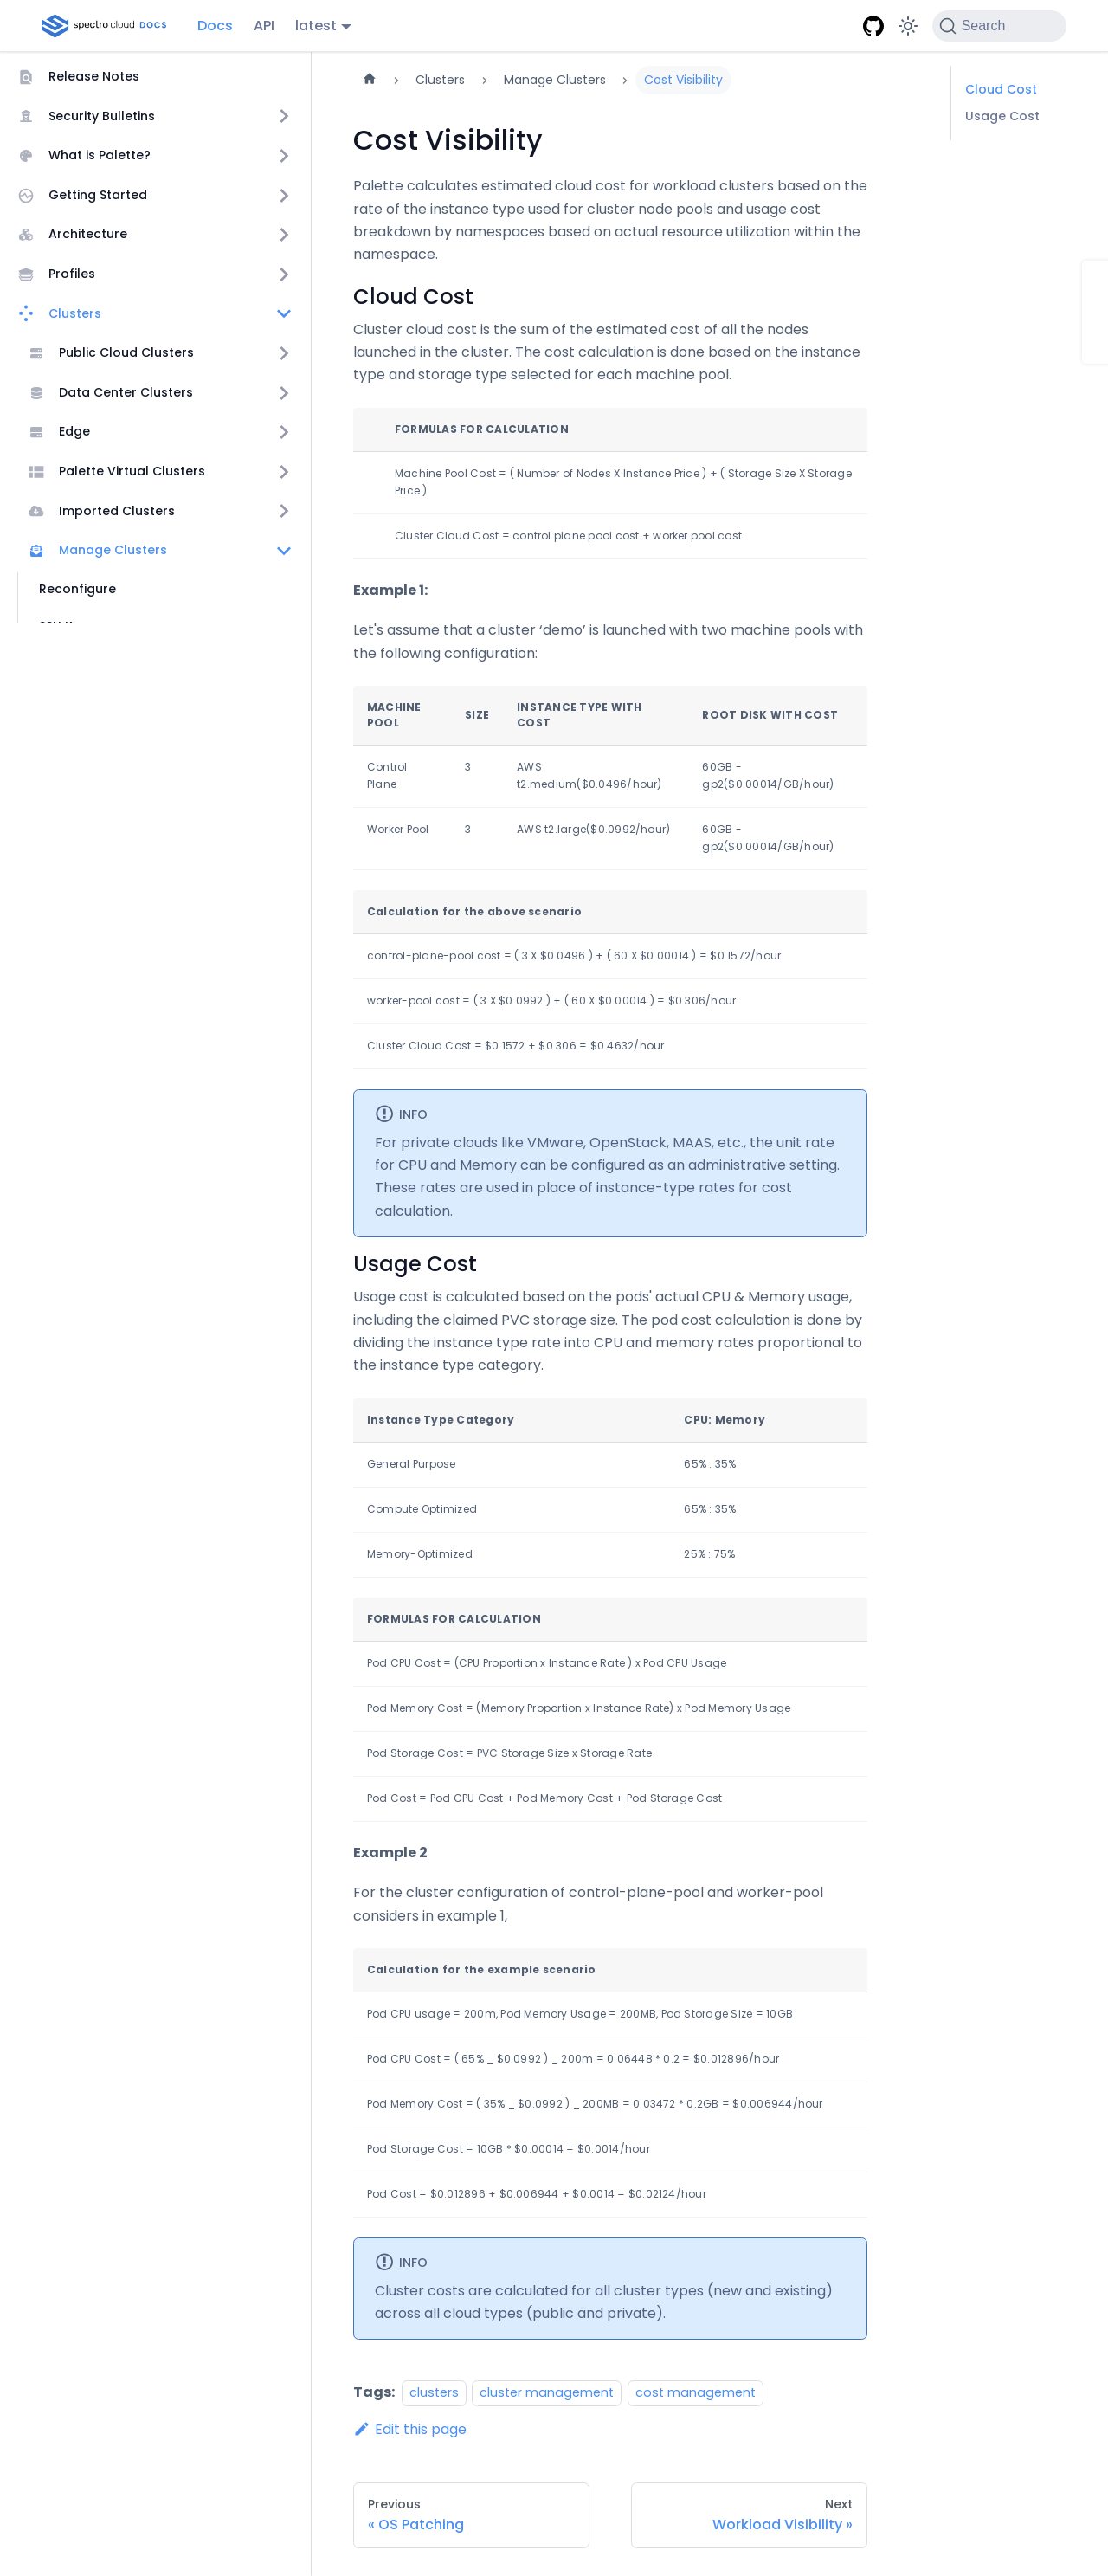 spectro cloud DOCS Docs API latest Search
Release Notes
Security Bulletins
What is Palette?
Getting Started
Architecture
Profiles
Clusters
Public Cloud Clusters
Data Center Clusters
Edge
Palette Virtual Clusters
Imported Clusters
Manage Clusters
Reconfigure
Clusters Manage Clusters Cost Visibility
Cost Visibility
Palette calculates estimated cloud cost for workload clusters based on the
rate of the instance type used for cluster node pools and usage cost
breakdown by namespaces based on actual resource utilization within the
namespace.
Cloud Cost
Cluster cloud cost is the sum of the estimated cost of all the nodes
launched in the cluster. The cost calculation is done based on the instance
type and storage type selected for each machine pool.
FORMULAS FOR CALCULATION
Machine Pool Cost = ( Number of Nodes X Instance Price ) + ( Storage Size X Storage
Price )
Cluster Cloud Cost = control plane pool cost + worker pool cost
Example 1:
Let's assume that a cluster ‘demo’ is launched with two machine pools with
the following configuration:
MACHINE POOL SIZE INSTANCE TYPE WITH COST ROOT DISK WITH COST
Control Plane 3 AWS t2.medium($0.0496/hour) 60GB - gp2($0.00014/GB/hour)
Worker Pool 3 AWS t2.large($0.0992/hour) 60GB - gp2($0.00014/GB/hour)
Calculation for the above scenario
control-plane-pool cost = ( 3 X $0.0496 ) + ( 60 X $0.00014 ) = $0.1572/hour
worker-pool cost = ( 3 X $0.0992 ) + ( 60 X $0.00014 ) = $0.306/hour
Cluster Cloud Cost = $0.1572 + $0.306 = $0.4632/hour
INFO
For private clouds like VMware, OpenStack, MAAS, etc., the unit rate
for CPU and Memory can be configured as an administrative setting.
These rates are used in place of instance-type rates for cost
calculation.
Usage Cost
Usage cost is calculated based on the pods' actual CPU & Memory usage,
including the claimed PVC storage size. The pod cost calculation is done by
dividing the instance type rate into CPU and memory rates proportional to
the instance type category.
Instance Type Category CPU: Memory
General Purpose 65% : 35%
Compute Optimized 65% : 35%
Memory-Optimized 25% : 75%
FORMULAS FOR CALCULATION
Pod CPU Cost = (CPU Proportion x Instance Rate ) x Pod CPU Usage
Pod Memory Cost = (Memory Proportion x Instance Rate) x Pod Memory Usage
Pod Storage Cost = PVC Storage Size x Storage Rate
Pod Cost = Pod CPU Cost + Pod Memory Cost + Pod Storage Cost
Example 2
For the cluster configuration of control-plane-pool and worker-pool
considers in example 1,
Calculation for the example scenario
Pod CPU usage = 200m, Pod Memory Usage = 200MB, Pod Storage Size = 10GB
Pod CPU Cost = ( 65% _ $0.0992 ) _ 200m = 0.06448 * 0.2 = $0.012896/hour
Pod Memory Cost = ( 35% _ $0.0992 ) _ 200MB = 0.03472 * 0.2GB = $0.006944/hour
Pod Storage Cost = 10GB * $0.00014 = $0.0014/hour
Pod Cost = $0.012896 + $0.006944 + $0.0014 = $0.02124/hour
INFO
Cluster costs are calculated for all cluster types (new and existing)
across all cloud types (public and private).
Tags: clusters cluster management cost management
Edit this page
Previous
« OS Patching
Next
Workload Visibility »
Cloud Cost
Usage Cost